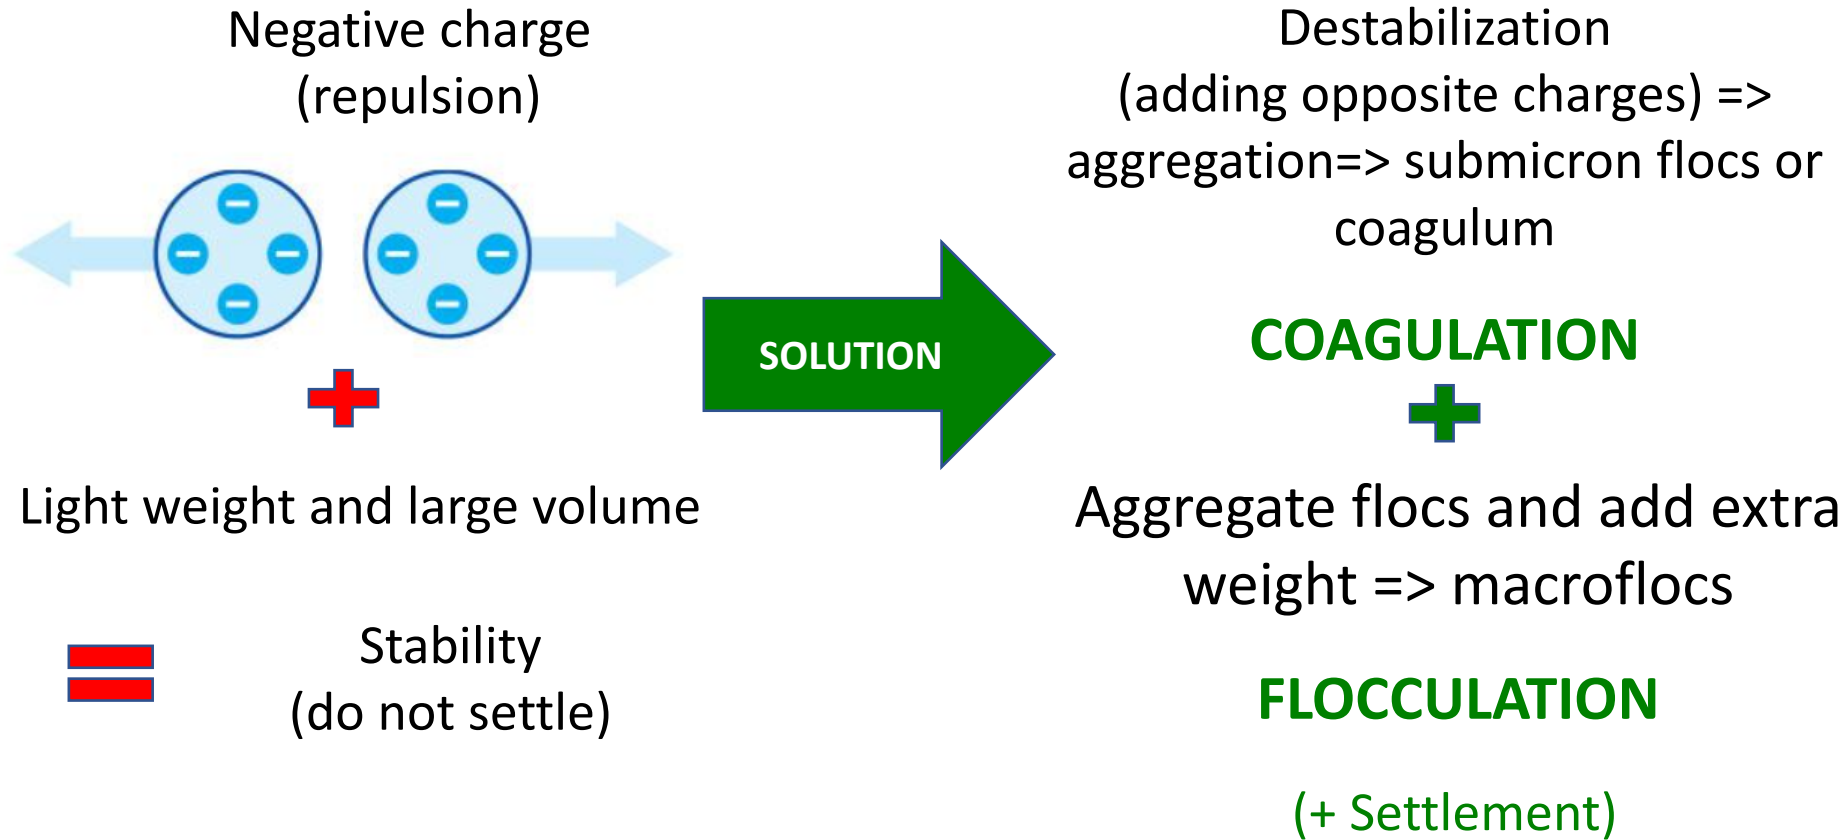 Negative charge
(repulsion)
Light weight and large volume
Stability
(do not settle)
SOLUTION
Destabilization
(adding opposite charges) =>
aggregation=> submicron flocs or
coagulum
COAGULATION
Aggregate flocs and add extra
weight => macroflocs
FLOCCULATION
(+ Settlement)